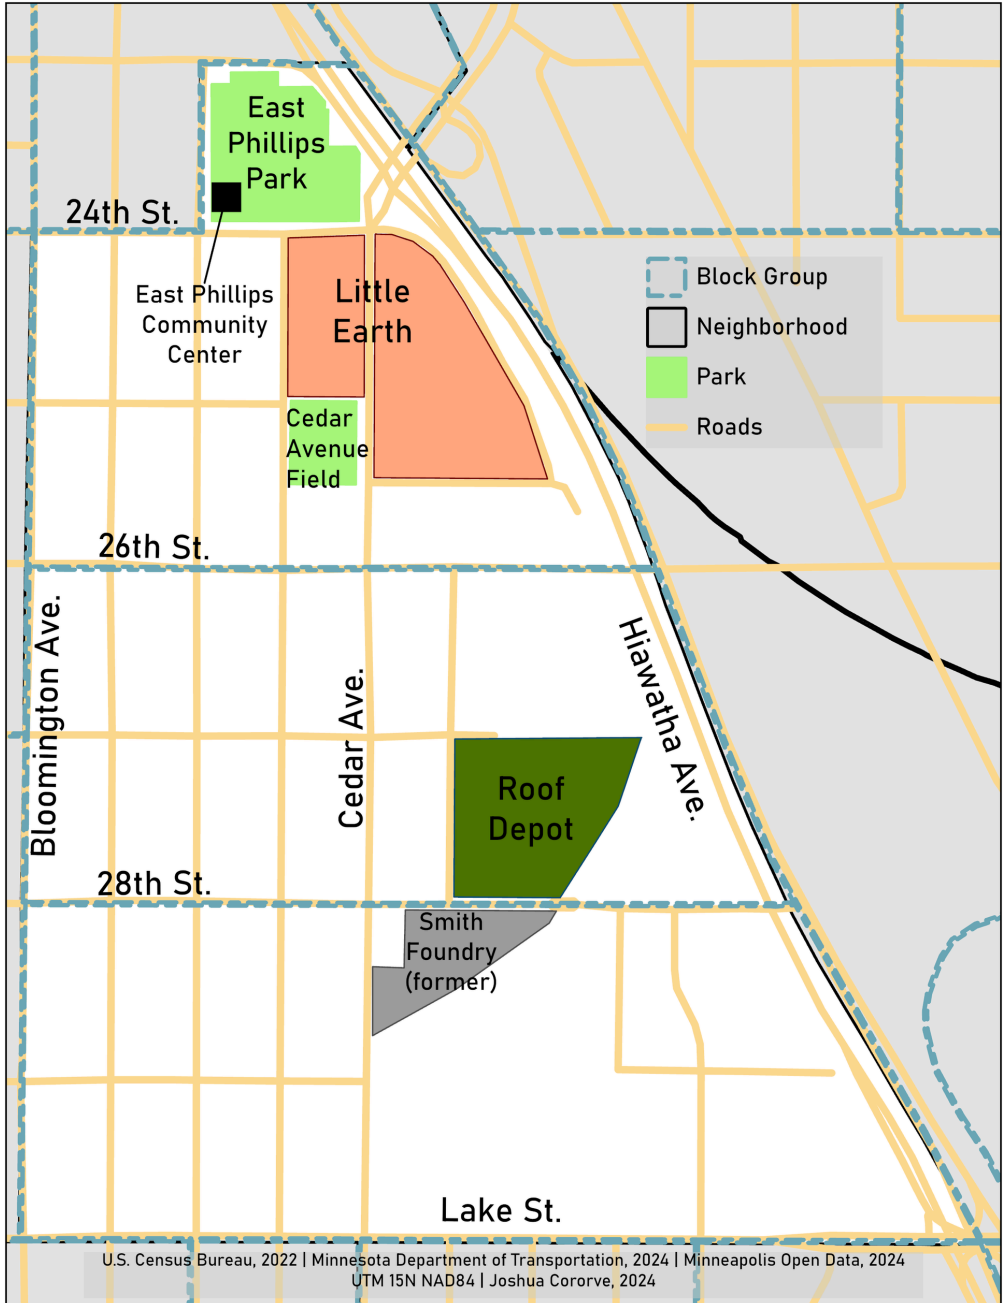 East
Phillips
Park
24th St.
East Phillips
Community
Center
Little
Earth
Block Group
Neighborhood
Park
Roads
Cedar
Avenue
Field
26th St.
Bloomington Ave.
Cedar Ave.
Hiawatha Ave.
Roof
Depot
28th St.
Smith
Foundry
(former)
Lake St.
U.S. Census Bureau, 2022 | Minnesota Department of Transportation, 2024 | Minneapolis Open Data, 2024
UTM 15N NAD84 | Joshua Cororve, 2024